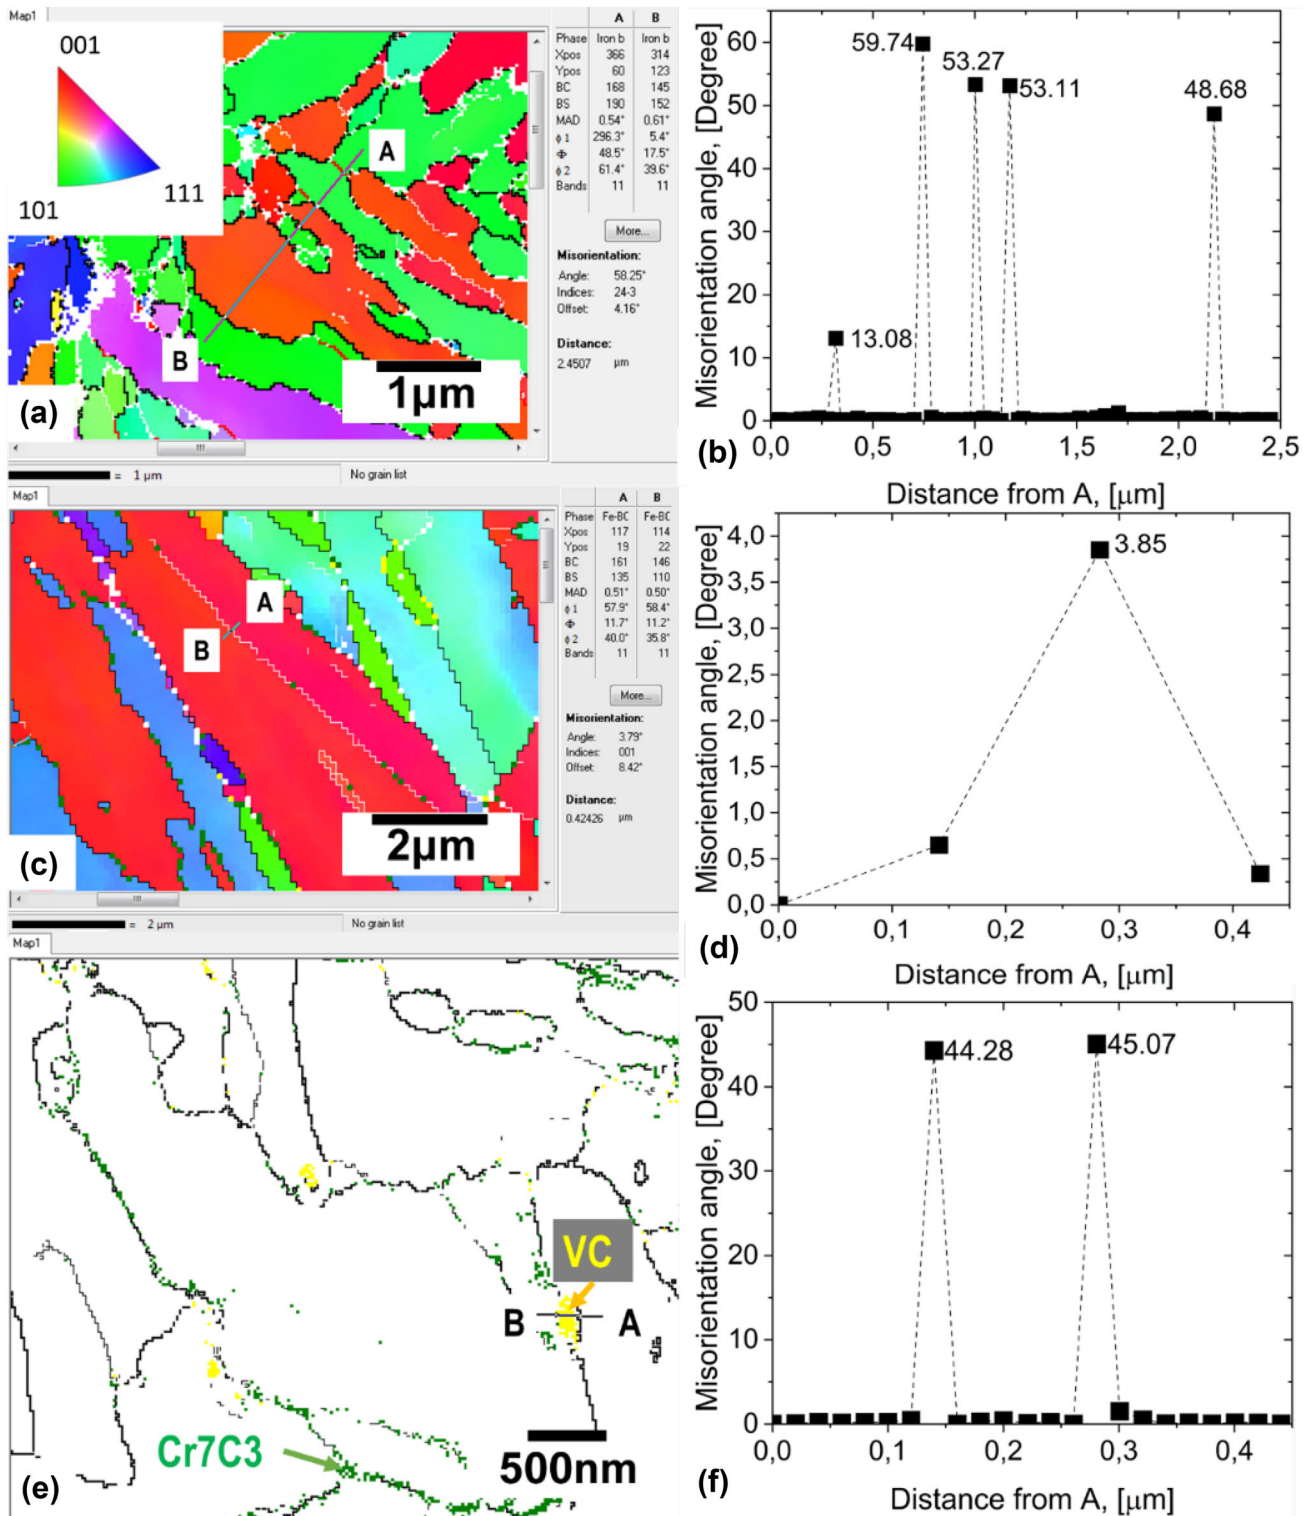 Map1
001
101
111
A
B
1µm
(a)
A B
Phase Iron b Iron b
Xpos 366 314
Ypos 60 123
BC 168 145
BS 190 152
MAD 0.54° 0.61°
ϕ1 296.3° 5.4°
Φ 48.5° 17.5°
ϕ2 61.4° 39.6°
Bands 11 11
More...
Misorientation:
Angle: 58.25°
Indices: 24-3
Offset: 4.16°
Distance:
2.4507 µm
= 1 µm
No grain list
Misorientation angle, [Degree]
60
50
40
30
20
10
0
59.74
53.27
53.11
48.68
13.08
0,0 0,5 1,0 1,5 2,0 2,5
(b)
Distance from A, [µm]
Map1
A
B
2µm
(c)
A B
Phase Fe-BC Fe-BC
Xpos 117 114
Ypos 19 22
BC 161 146
BS 135 110
MAD 0.51° 0.50°
ϕ1 57.9° 58.4°
Φ 11.7° 11.2°
ϕ2 40.0° 35.8°
Bands 11 11
More...
Misorientation:
Angle: 3.79°
Indices: 001
Offset: 8.42°
Distance:
0.42426 µm
= 2 µm
No grain list
Misorientation angle, [Degree]
4,0
3,5
3,0
2,5
2,0
1,5
1,0
0,5
0,0
3.85
0,0 0,1 0,2 0,3 0,4
(d)
Distance from A, [µm]
Map1
VC
B A
Cr7C3
500nm
(e)
Misorientation angle, [Degree]
50
40
30
20
10
0
44.28
45.07
0,0 0,1 0,2 0,3 0,4
(f)
Distance from A, [µm]